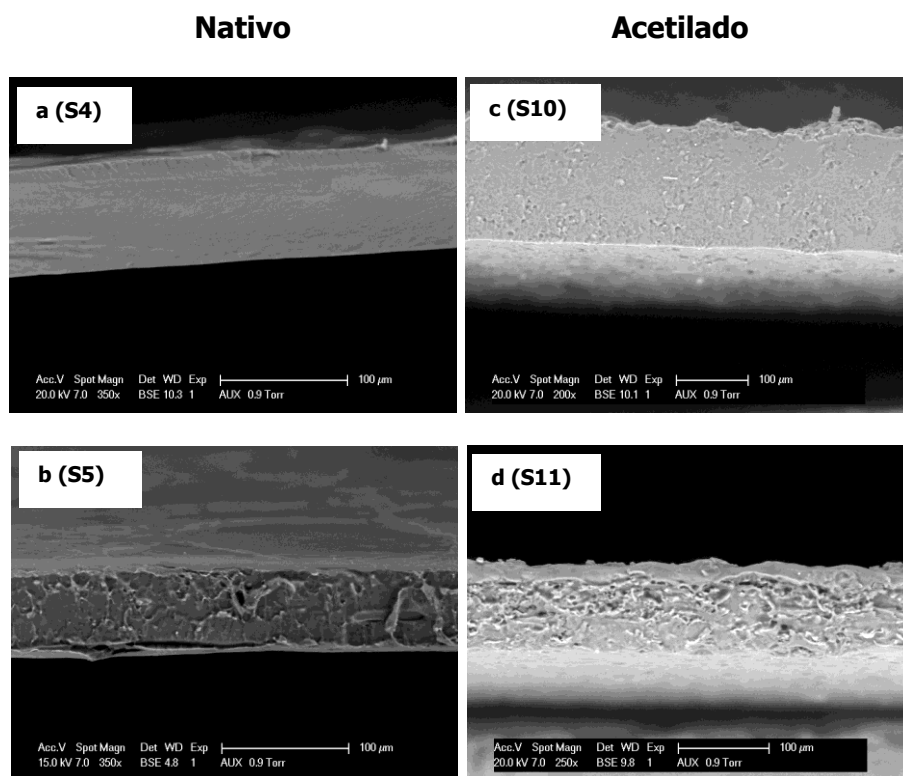 Nativo
Acetilado
a (S4)
Acc.V Spot Magn Det WD Exp 100 µm
20.0 kV 7.0 350x BSE 10.3 1 AUX 0.9 Torr
c (S10)
Acc.V Spot Magn Det WD Exp 100 µm
20.0 kV 7.0 200x BSE 10.1 1 AUX 0.9 Torr
b (S5)
Acc.V Spot Magn Det WD Exp 100 µm
15.0 kV 7.0 350x BSE 4.8 1 AUX 0.9 Torr
d (S11)
Acc.V Spot Magn Det WD Exp 100 µm
20.0 kV 7.0 250x BSE 9.8 1 AUX 0.9 Torr